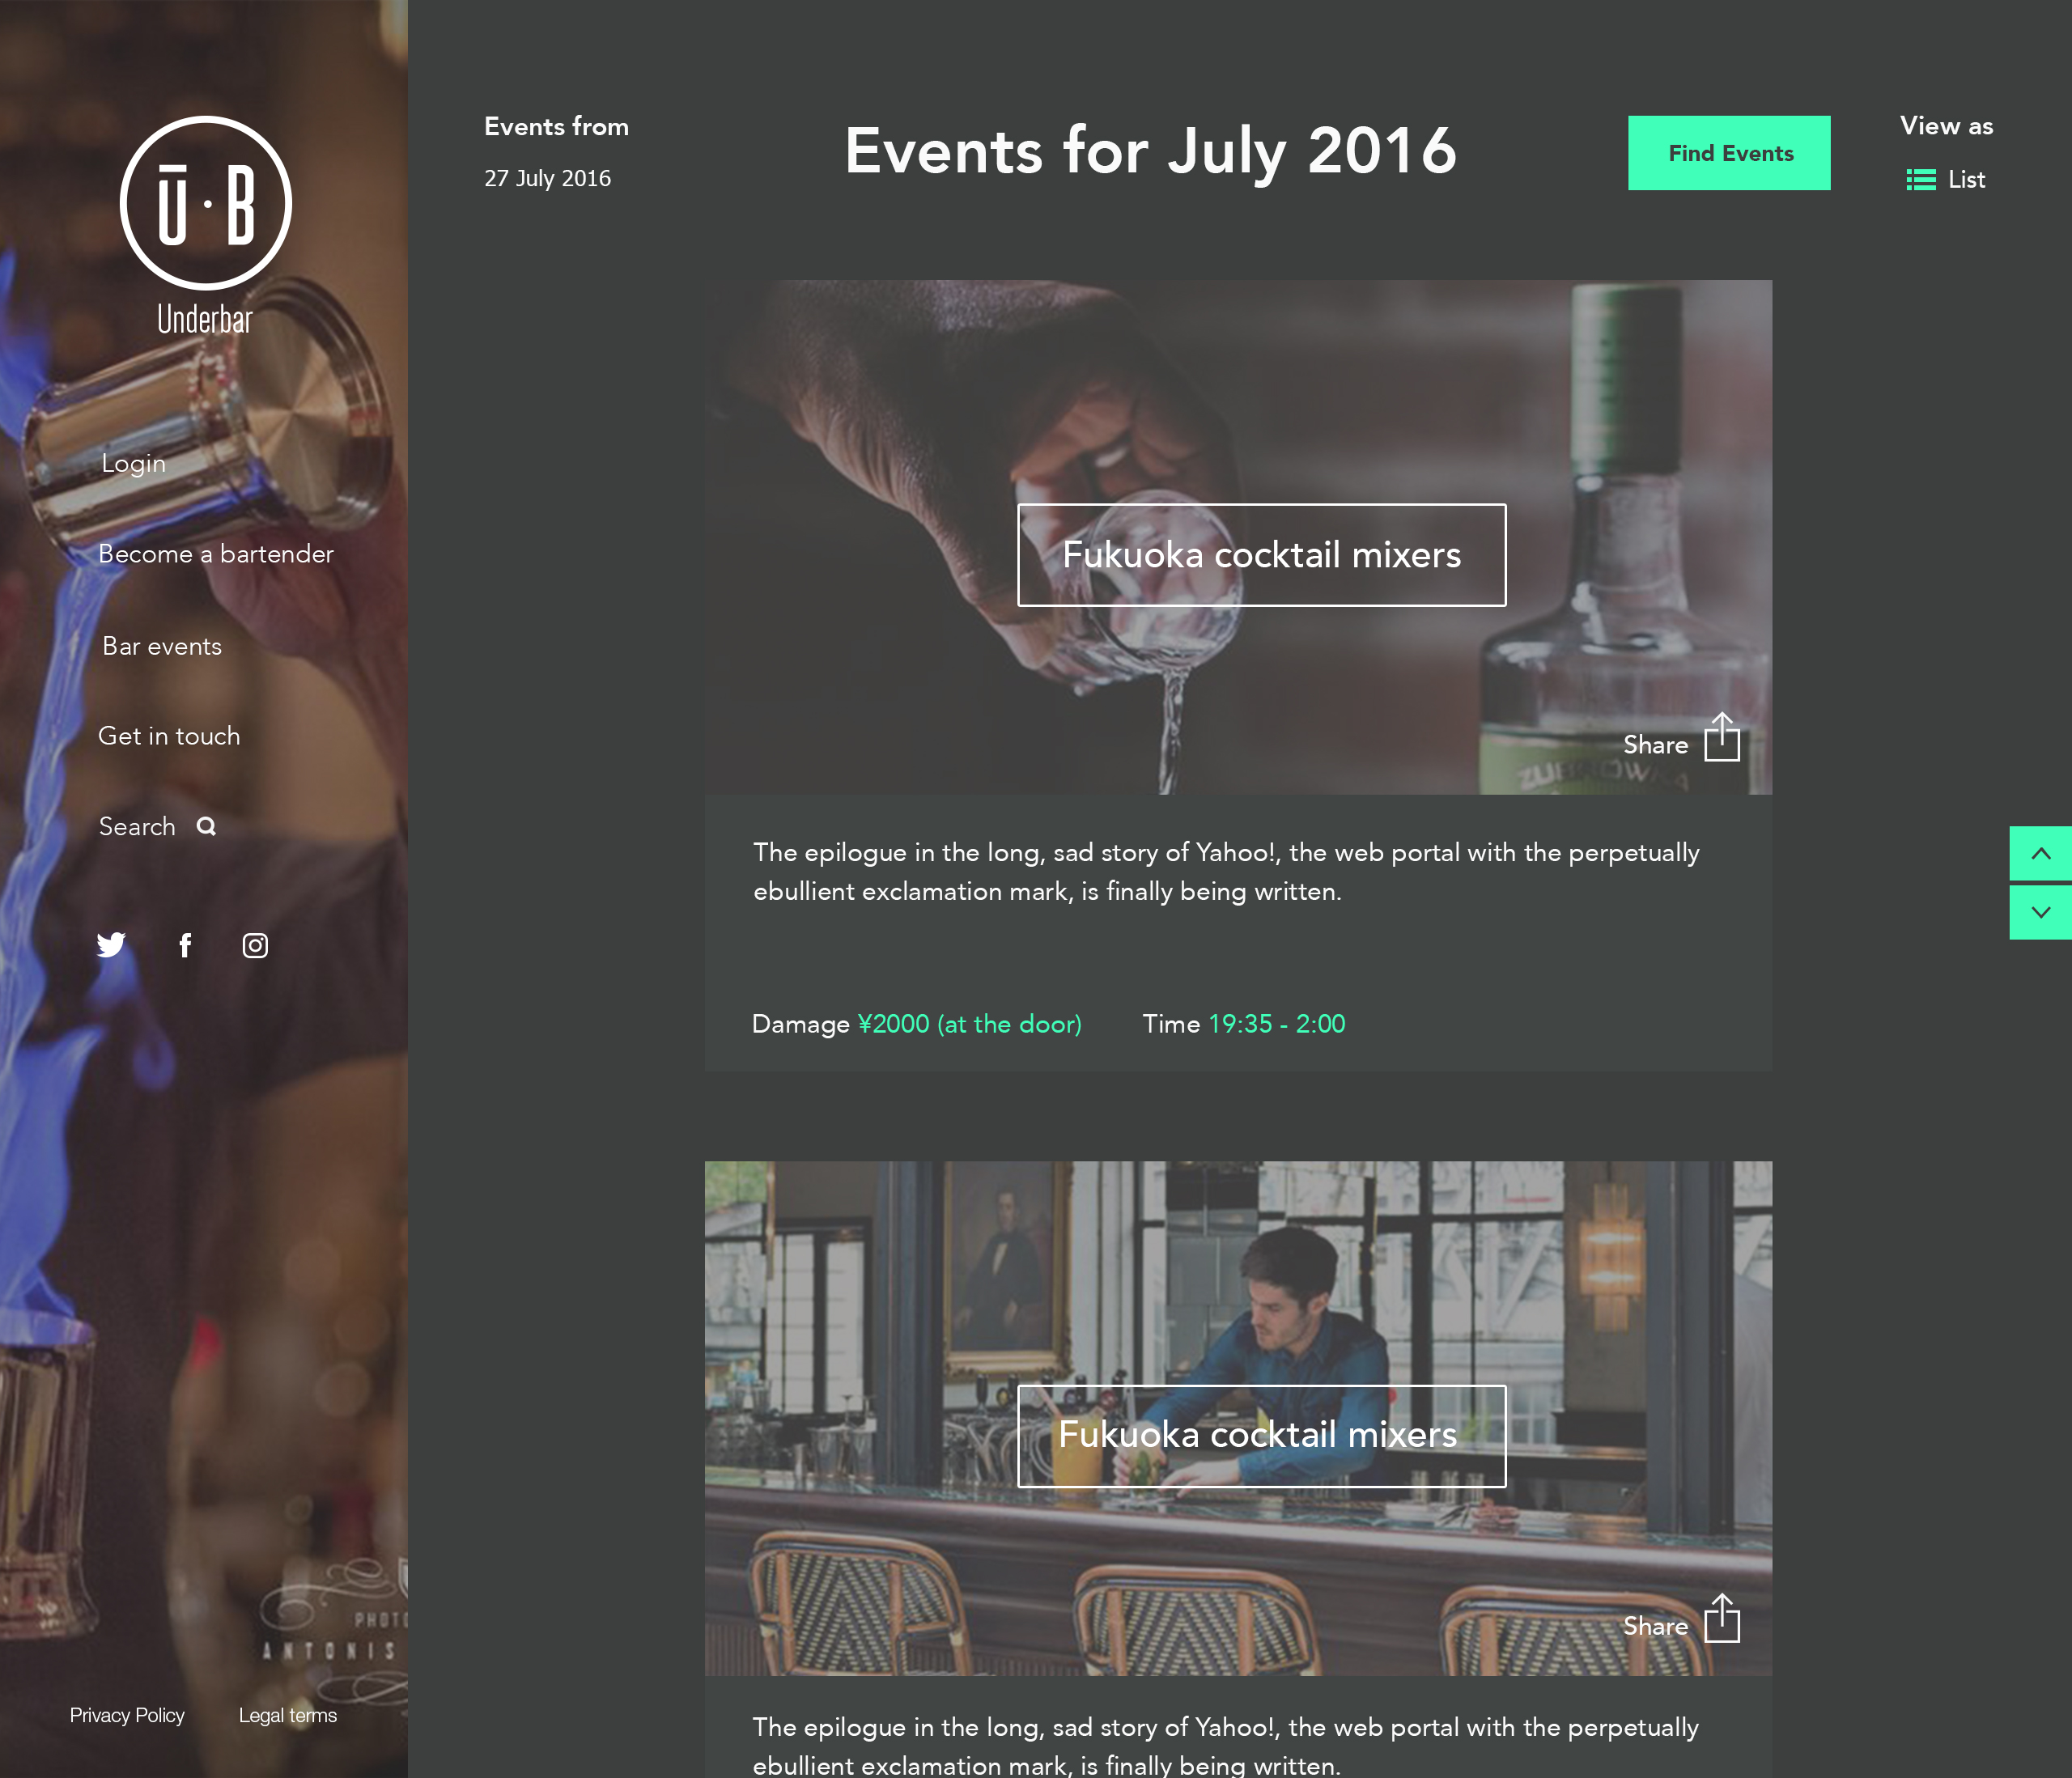 Ū·B
Underbar
Login
Become a bartender
Bar events
Get in touch
Search
PHOTO
ANTONIS
Privacy Policy
Legal terms
Events from
27 July 2016
Events for July 2016
Find Events
View as
List
Fukuoka cocktail mixers
ZUBROWKA
Share
The epilogue in the long, sad story of Yahoo!, the web portal with the perpetually
ebullient exclamation mark, is finally being written.
Damage ¥2000 (at the door)
Time 19:35 - 2:00
Fukuoka cocktail mixers
Share
The epilogue in the long, sad story of Yahoo!, the web portal with the perpetually
ebullient exclamation mark, is finally being written.